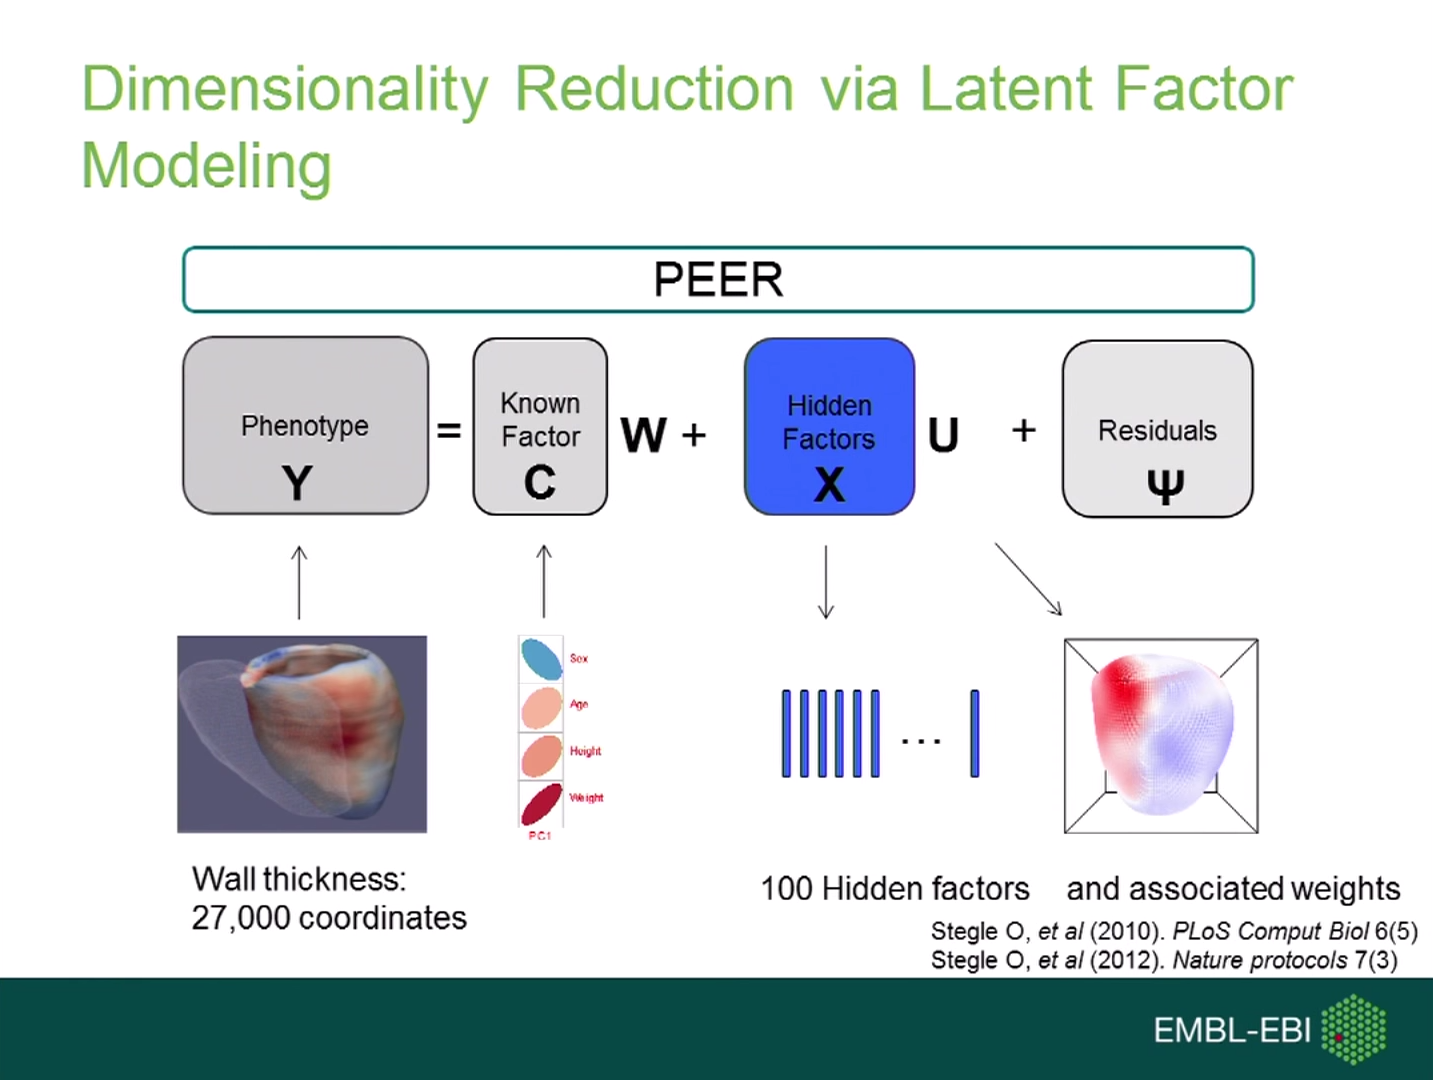 Dimensionality Reduction via Latent Factor
Modeling
PEER
Phenotype
Y
=
Known
Factor
C
W +
Hidden
Factors
X
U
+
Residuals
Ψ
Sex
Age
Height
Weight
PC1
...
Wall thickness:
27,000 coordinates
100 Hidden factors
and associated weights
Stegle O, et al (2010). PLoS Comput Biol 6(5)
Stegle O, et al (2012). Nature protocols 7(3)
EMBL-EBI